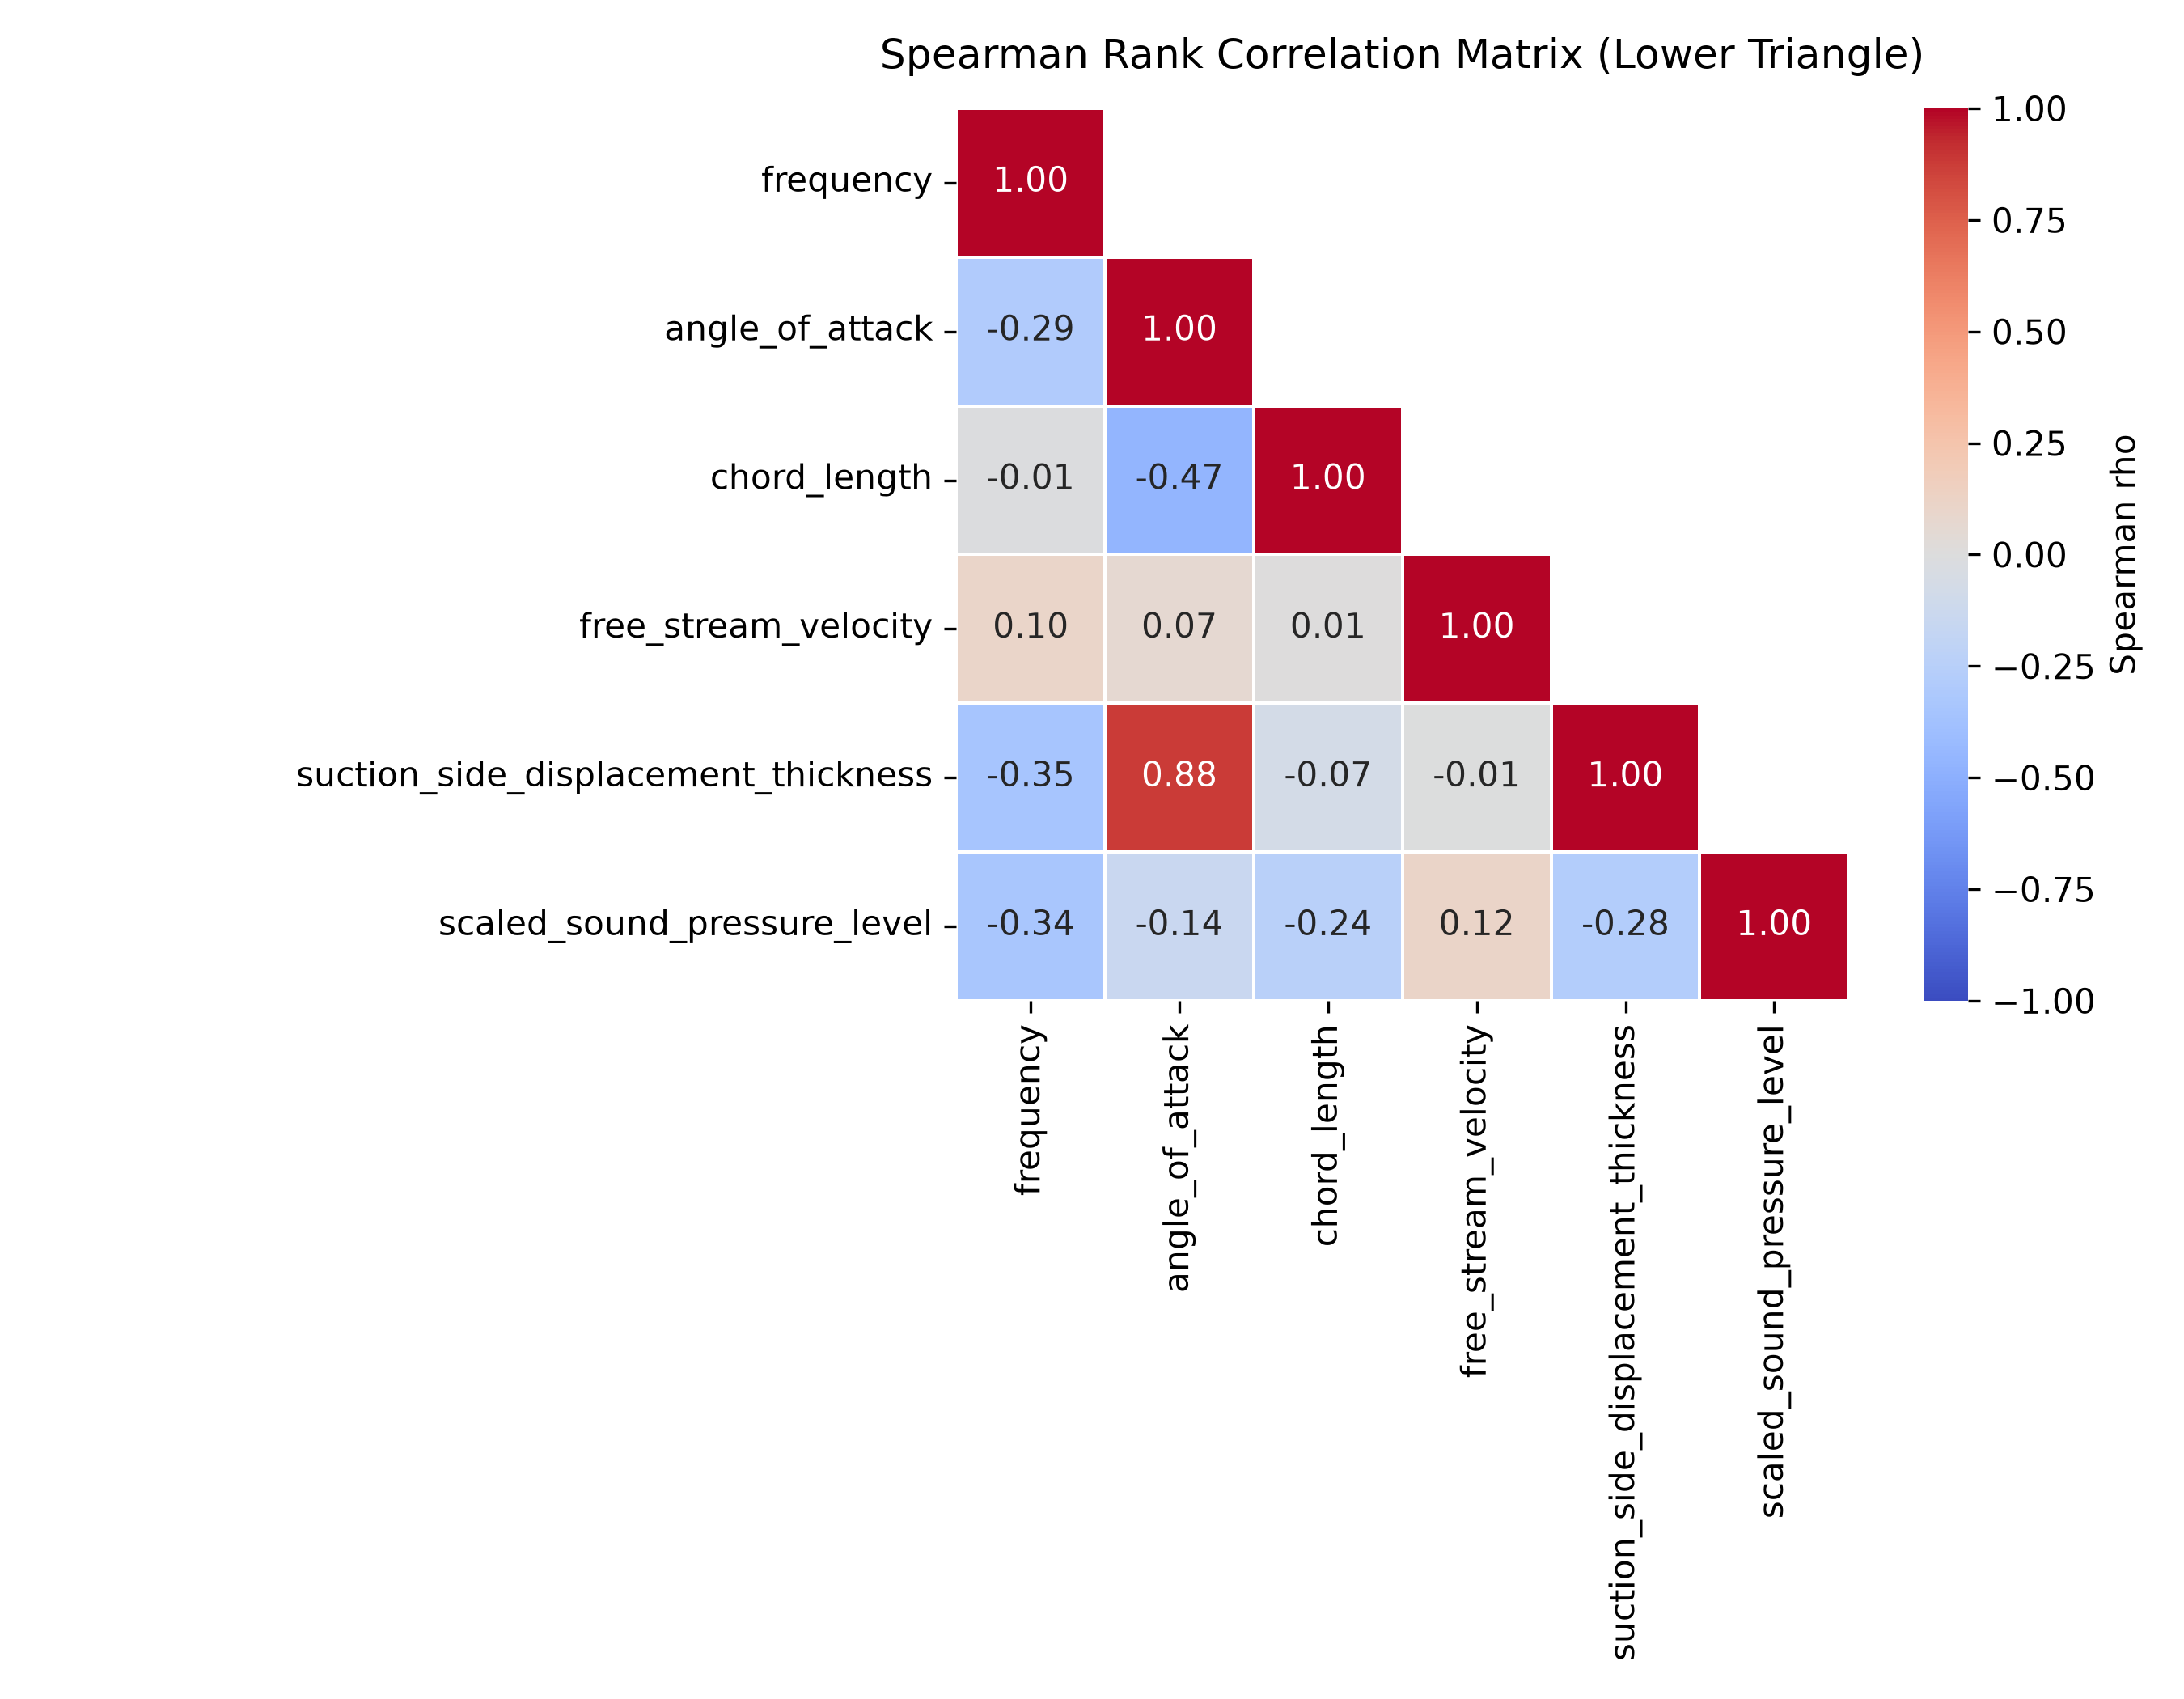 Spearman Rank Correlation Matrix (Lower Triangle)
frequency 1.00
angle_of_attack -0.29 1.00
chord_length -0.01 -0.47 1.00
free_stream_velocity 0.10 0.07 0.01 1.00
suction_side_displacement_thickness -0.35 0.88 -0.07 -0.01 1.00
scaled_sound_pressure_level -0.34 -0.14 -0.24 0.12 -0.28 1.00
frequency
angle_of_attack
chord_length
free_stream_velocity
suction_side_displacement_thickness
scaled_sound_pressure_level
1.00
0.75
0.50
0.25
0.00
−0.25
−0.50
−0.75
−1.00
Spearman rho